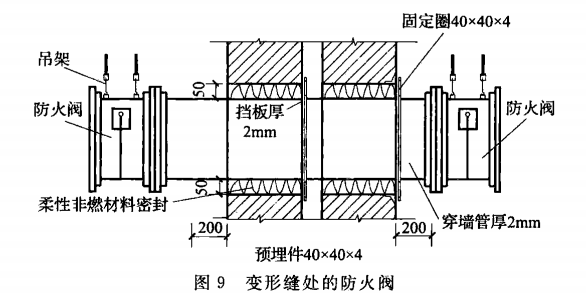 固定圈40×40×4
吊架
防火阀
50
挡板厚
2mm
防火阀
50
柔性非燃材料密封
200
200
穿墙管厚2mm
预埋件40×40×4
图 9 变形缝处的防火阀